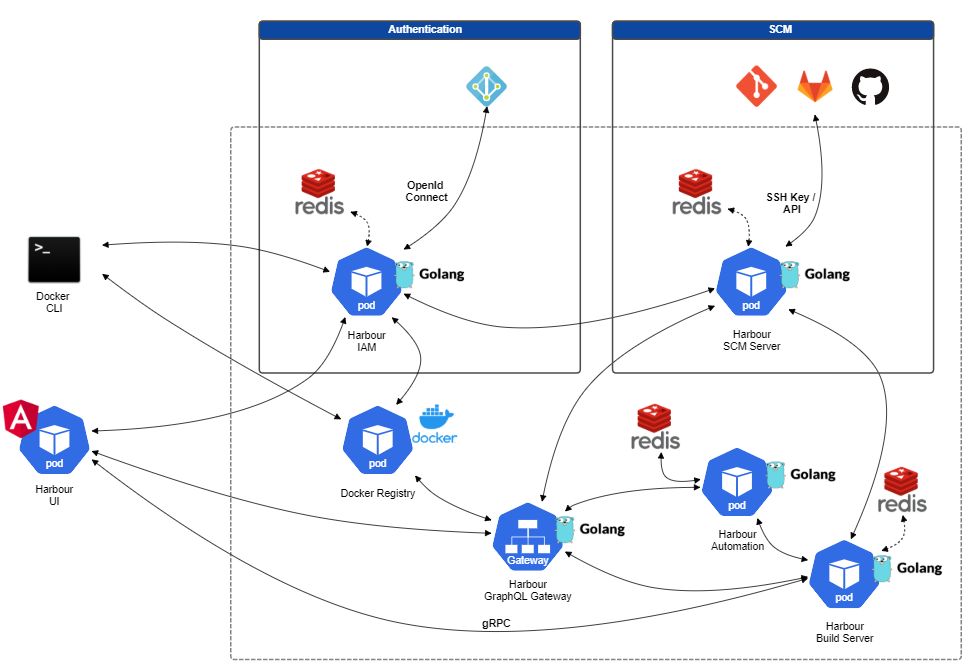 Authentication
SCM
redis
OpenId
Connect
redis
SSH Key /
API
>_
Golang
pod
Golang
pod
Docker
CLI
Harbour
IAM
Harbour
SCM Server
A
pod
Harbour
UI
docker
pod
Docker Registry
redis
Golang
pod
Harbour
Automation
redis
Golang
Gateway
Harbour
GraphQL Gateway
Golang
pod
Harbour
Build Server
gRPC